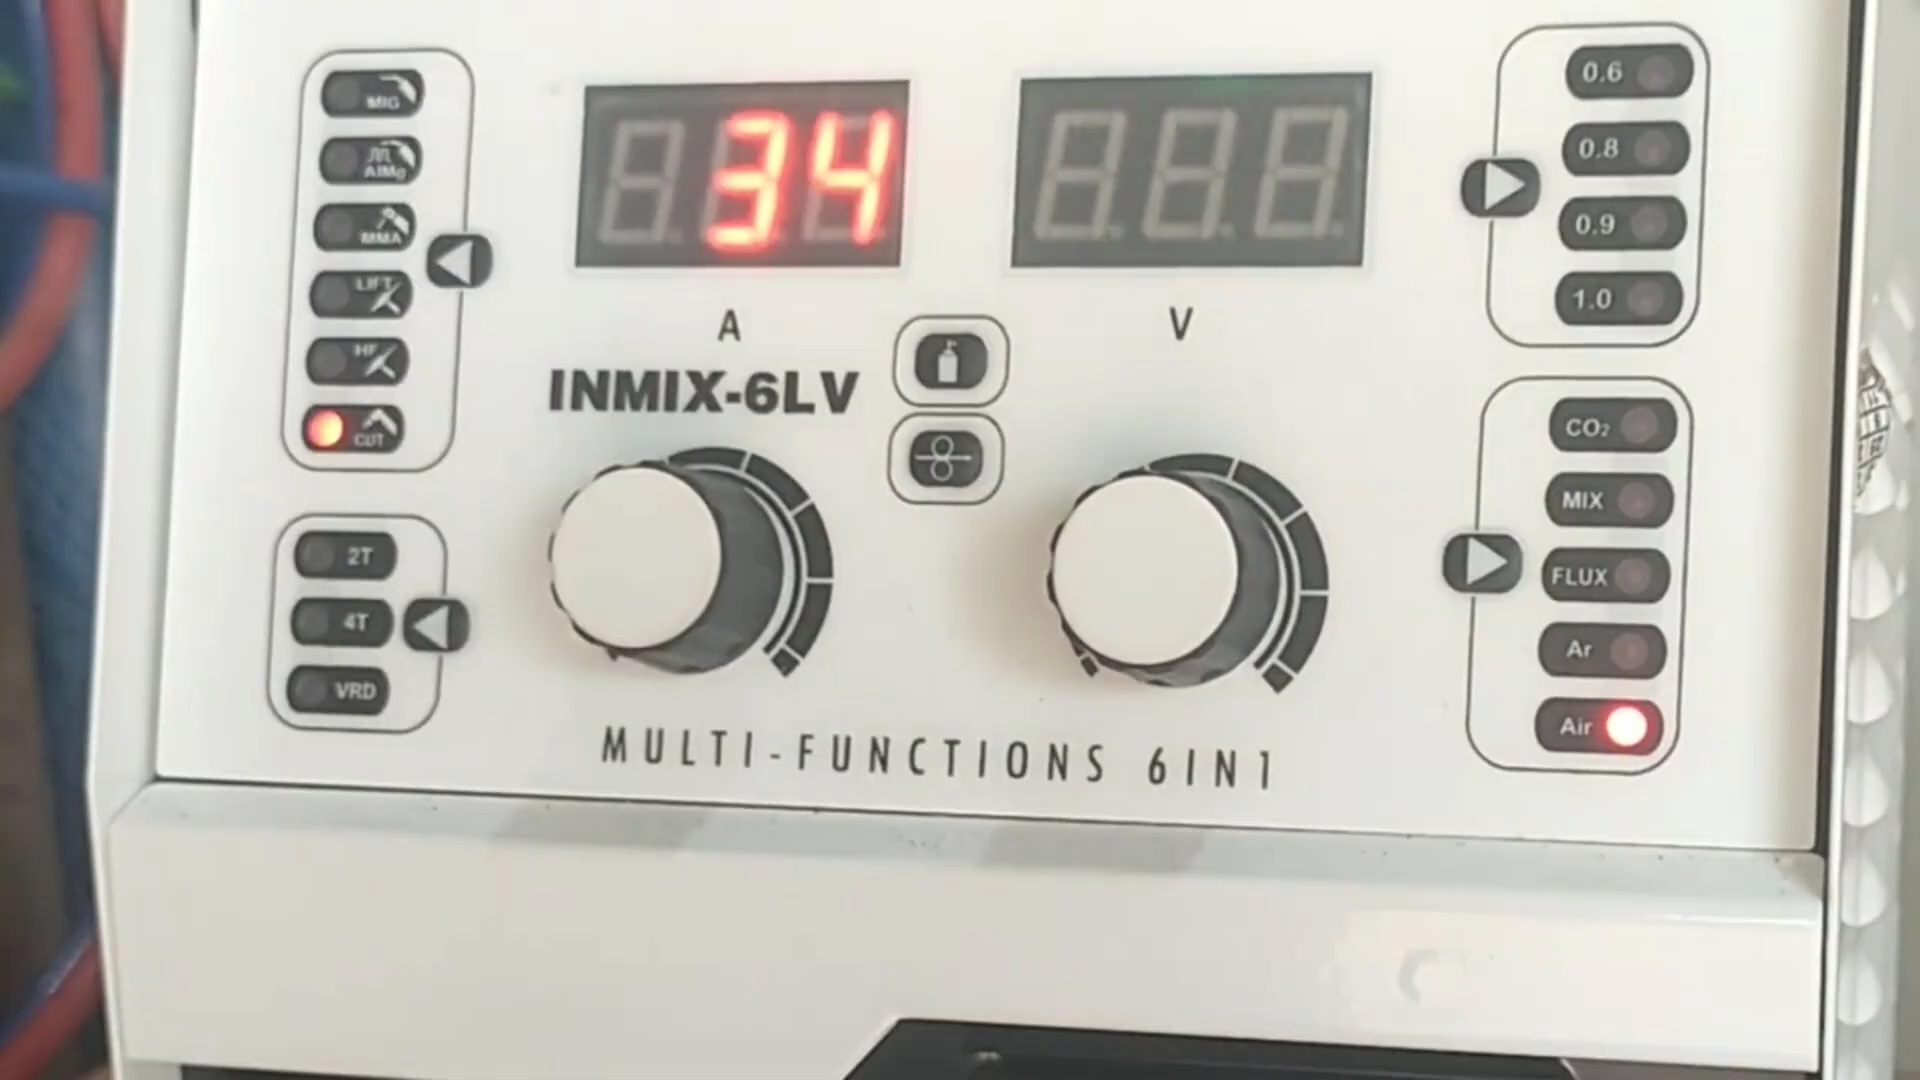 MIG
MMA
LIFT
HF
CUT
2T
4T
VRD
34
A
V
INMIX-6LV
MULTI-FUNCTIONS 6IN1
0.6
0.8
0.9
1.0
CO₂
MIX
FLUX
Ar
Air